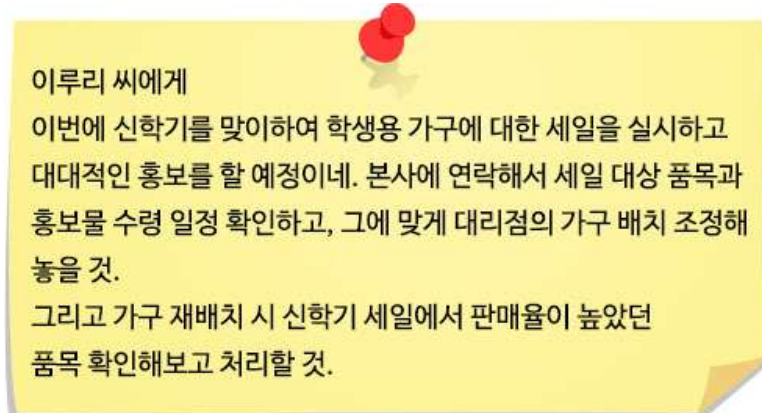 이루리 씨에게
이번에 신학기를 맞이하여 학생용 가구에 대한 세일을 실시하고
대대적인 홍보를 할 예정이네. 본사에 연락해서 세일 대상 품목과
홍보물 수령 일정 확인하고, 그에 맞게 대리점의 가구 배치 조정해
놓을 것.
그리고 가구 재배치 시 신학기 세일에서 판매율이 높았던
품목 확인해보고 처리할 것.